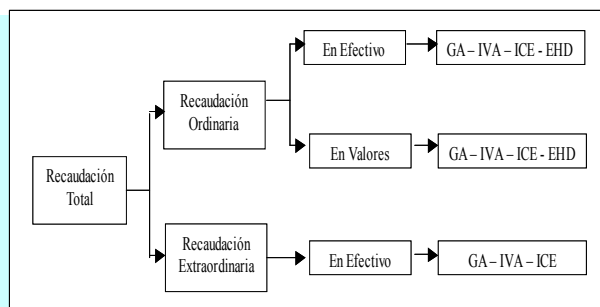 En Efectivo
GA – IVA – ICE - EHD
Recaudación
Ordinaria
En Valores
GA – IVA – ICE - EHD
Recaudación
Total
Recaudación
Extraordinaria
En Efectivo
GA – IVA – ICE